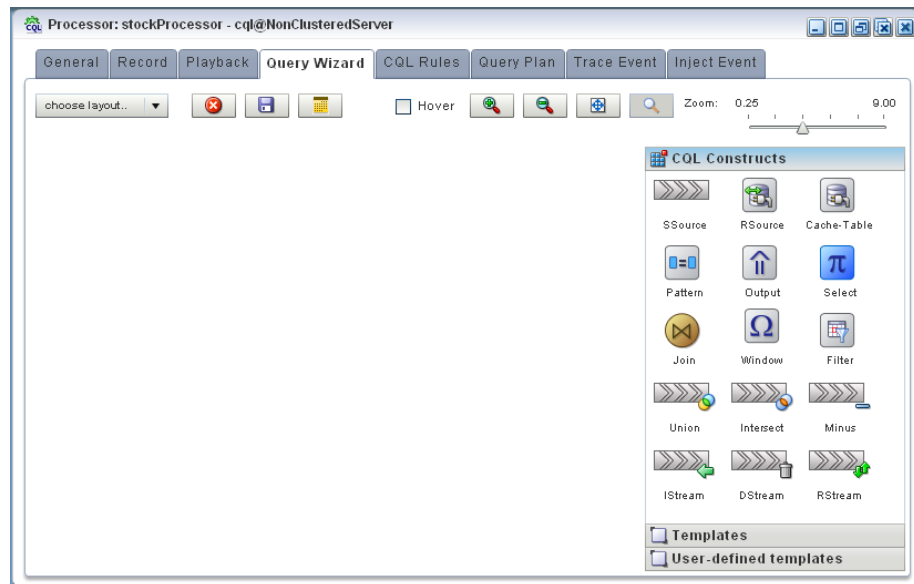 Processor: stockProcessor - cql@NonClusteredServer
General Record Playback Query Wizard CQL Rules Query Plan Trace Event Inject Event
choose layout.. Hover Zoom: 0.25 9.00
CQL Constructs
SSource RSource Cache-Table
Pattern Output Select
Join Window Filter
Union Intersect Minus
IStream DStream RStream
Templates
User-defined templates